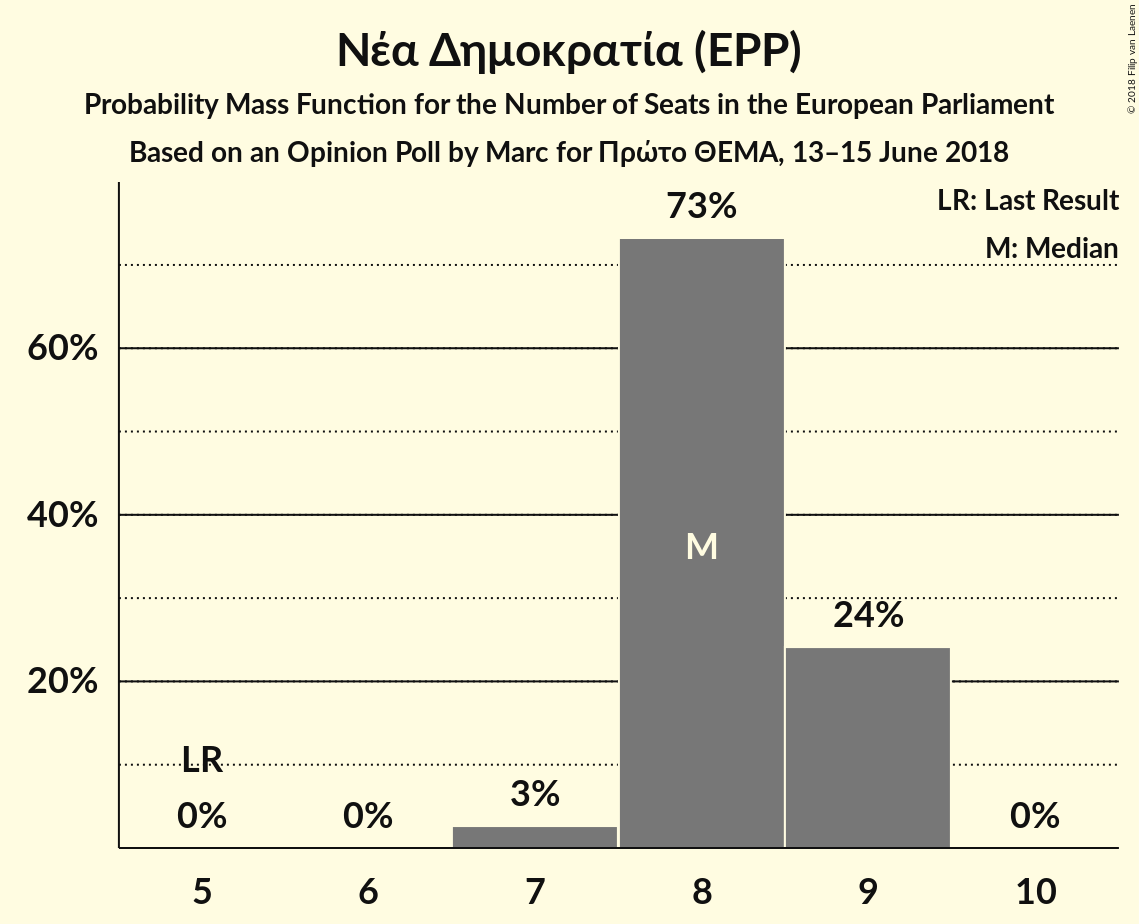 Νέα Δημοκρατία (EPP)
Probability Mass Function for the Number of Seats in the European Parliament
Based on an Opinion Poll by Marc for Πρώτο ΘΕΜΑ, 13–15 June 2018
© 2018 Filip van Laenen
LR: Last Result
M: Median
73%
60%
40%
M
24%
20%
LR
3%
0%
0%
0%
5
6
7
8
9
10